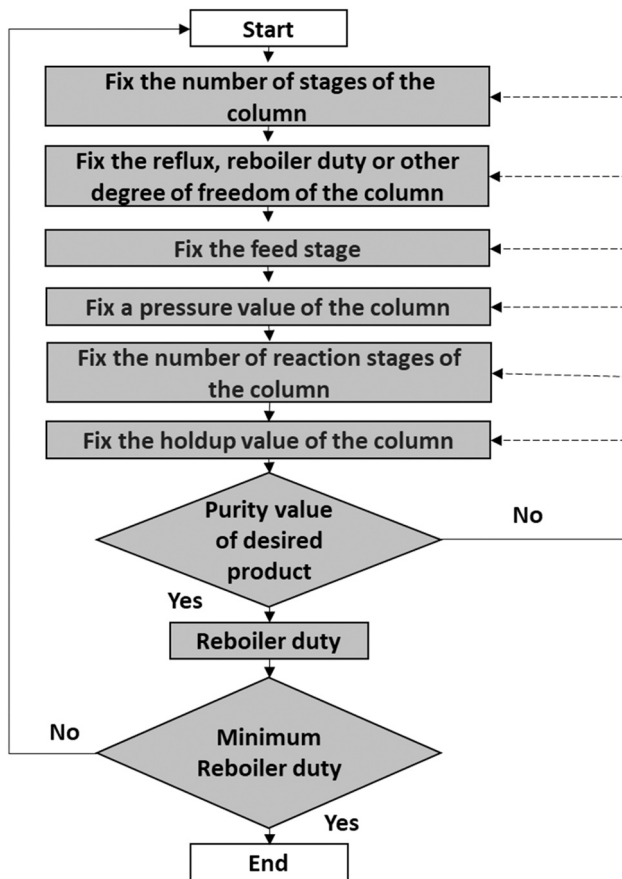 Start
Fix the number of stages of the
column
Fix the reflux, reboiler duty or other
degree of freedom of the column
Fix the feed stage
Fix a pressure value of the column
Fix the number of reaction stages of
the column
Fix the holdup value of the column
Purity value
of desired
product
No
Yes
Reboiler duty
No
Minimum
Reboiler duty
Yes
End